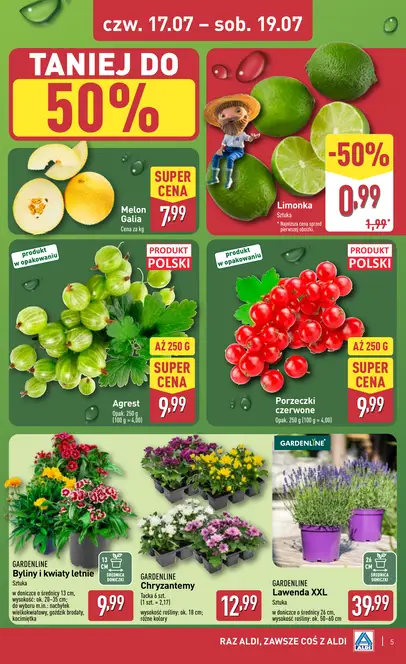 czw. 17.07 – sob. 19.07
TANIEJ DO
50%
Melon
Galia
Cena za kg
SUPER
CENA
7,99
-50%
0,99
1,99*
Limonka
Sztuka
* Najniższa cena sprzed
pierwszej obniżki.
produkt
w opakowaniu
PRODUKT
POLSKI
AŻ 250 G
SUPER
CENA
9,99
Agrest
Opak. 250 g
(100 g = 4,00)
produkt
w opakowaniu
PRODUKT
POLSKI
AŻ 250 G
SUPER
CENA
9,99
Porzeczki
czerwone
Opak. 250 g (100 g = 4,00)
GARDENLINE
Byliny i kwiaty letnie
Sztuka
w doniczce o średnicy 13 cm,
wysokość: ok. 20–35 cm;
do wyboru m.in.: nachyłek
wielkokwiatowy, goździk brodaty,
kocimiętka
13
CM
ŚREDNICA
DONICZKI
9,99
GARDENLINE
Chryzantemy
Tacka 6 szt.
(1 szt. = 2,17)
wysokość rośliny: ok. 18 cm;
różne kolory
12,99
GARDENLINE
GARDENLINE
Lawenda XXL
Sztuka
w doniczce o średnicy 26 cm,
wysokość rośliny: 50–60 cm
26
CM
ŚREDNICA
DONICZKI
39,99
RAZ ALDI, ZAWSZE COŚ Z ALDI
ALDI
5